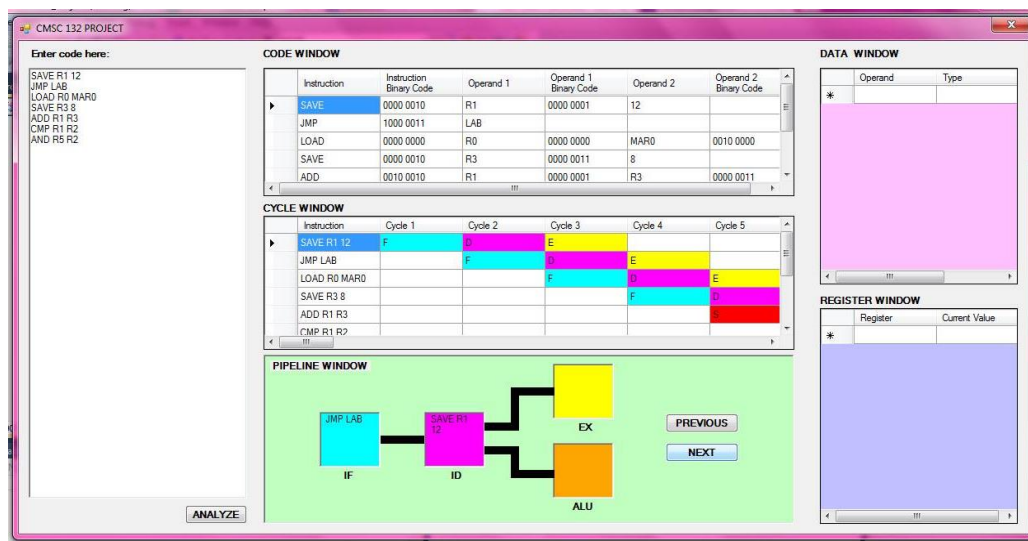 CMSC 132 PROJECT
Enter code here:
SAVE R1 12
JMP LAB
LOAD R0 MAR0
SAVE R3 8
ADD R1 R3
CMP R1 R2
AND R5 R2
ANALYZE
CODE WINDOW
Instruction Instruction Binary Code Operand 1 Operand 1 Binary Code Operand 2 Operand 2 Binary Code
SAVE 0000 0010 R1 0000 0001 12
JMP 1000 0011 LAB
LOAD 0000 0000 R0 0000 0000 MAR0 0010 0000
SAVE 0000 0010 R3 0000 0011 8
ADD 0010 0010 R1 0000 0001 R3 0000 0011
CYCLE WINDOW
Instruction Cycle 1 Cycle 2 Cycle 3 Cycle 4 Cycle 5
SAVE R1 12 F D E
JMP LAB F D E
LOAD R0 MAR0 F D E
SAVE R3 8 F D
ADD R1 R3 S
CMP R1 R2
PIPELINE WINDOW
JMP LAB
SAVE R1
12
IF
ID
EX
ALU
PREVIOUS
NEXT
DATA WINDOW
Operand Type
REGISTER WINDOW
Register Current Value